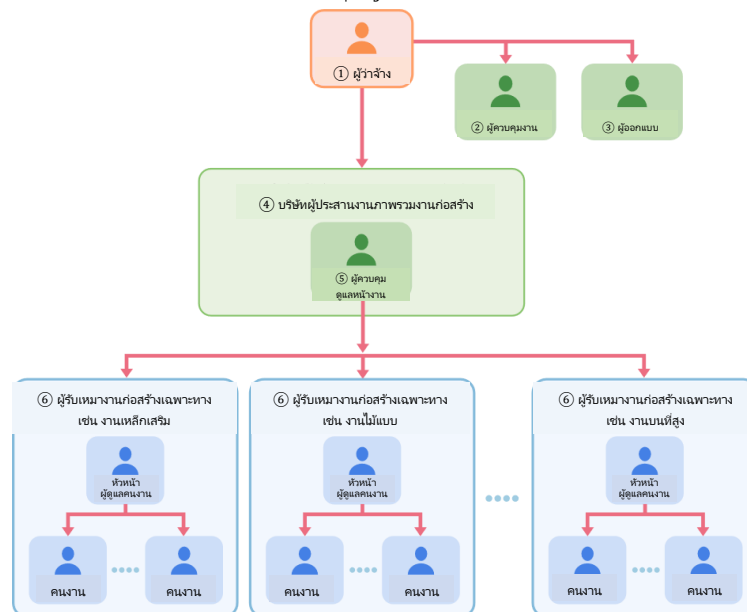 ① ผู้ว่าจ้าง
② ผู้ควบคุมงาน
③ ผู้ออกแบบ
④ บริษัทผู้ประสานงานภาพรวมงานก่อสร้าง
⑤ ผู้ควบคุม
ดูแลหน้างาน
⑥ ผู้รับเหมางานก่อสร้างเฉพาะทาง
เช่น งานเหล็กเสริม
หัวหน้า
ผู้ดูแลคนงาน
คนงาน
คนงาน
⑥ ผู้รับเหมางานก่อสร้างเฉพาะทาง
เช่น งานไม้แบบ
หัวหน้า
ผู้ดูแลคนงาน
คนงาน
คนงาน
⑥ ผู้รับเหมางานก่อสร้างเฉพาะทาง
เช่น งานบนที่สูง
หัวหน้า
ผู้ดูแลคนงาน
คนงาน
คนงาน